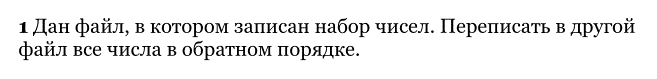 1 Дан файл, в котором записан набор чисел. Переписать в другой
файл все числа в обратном порядке.